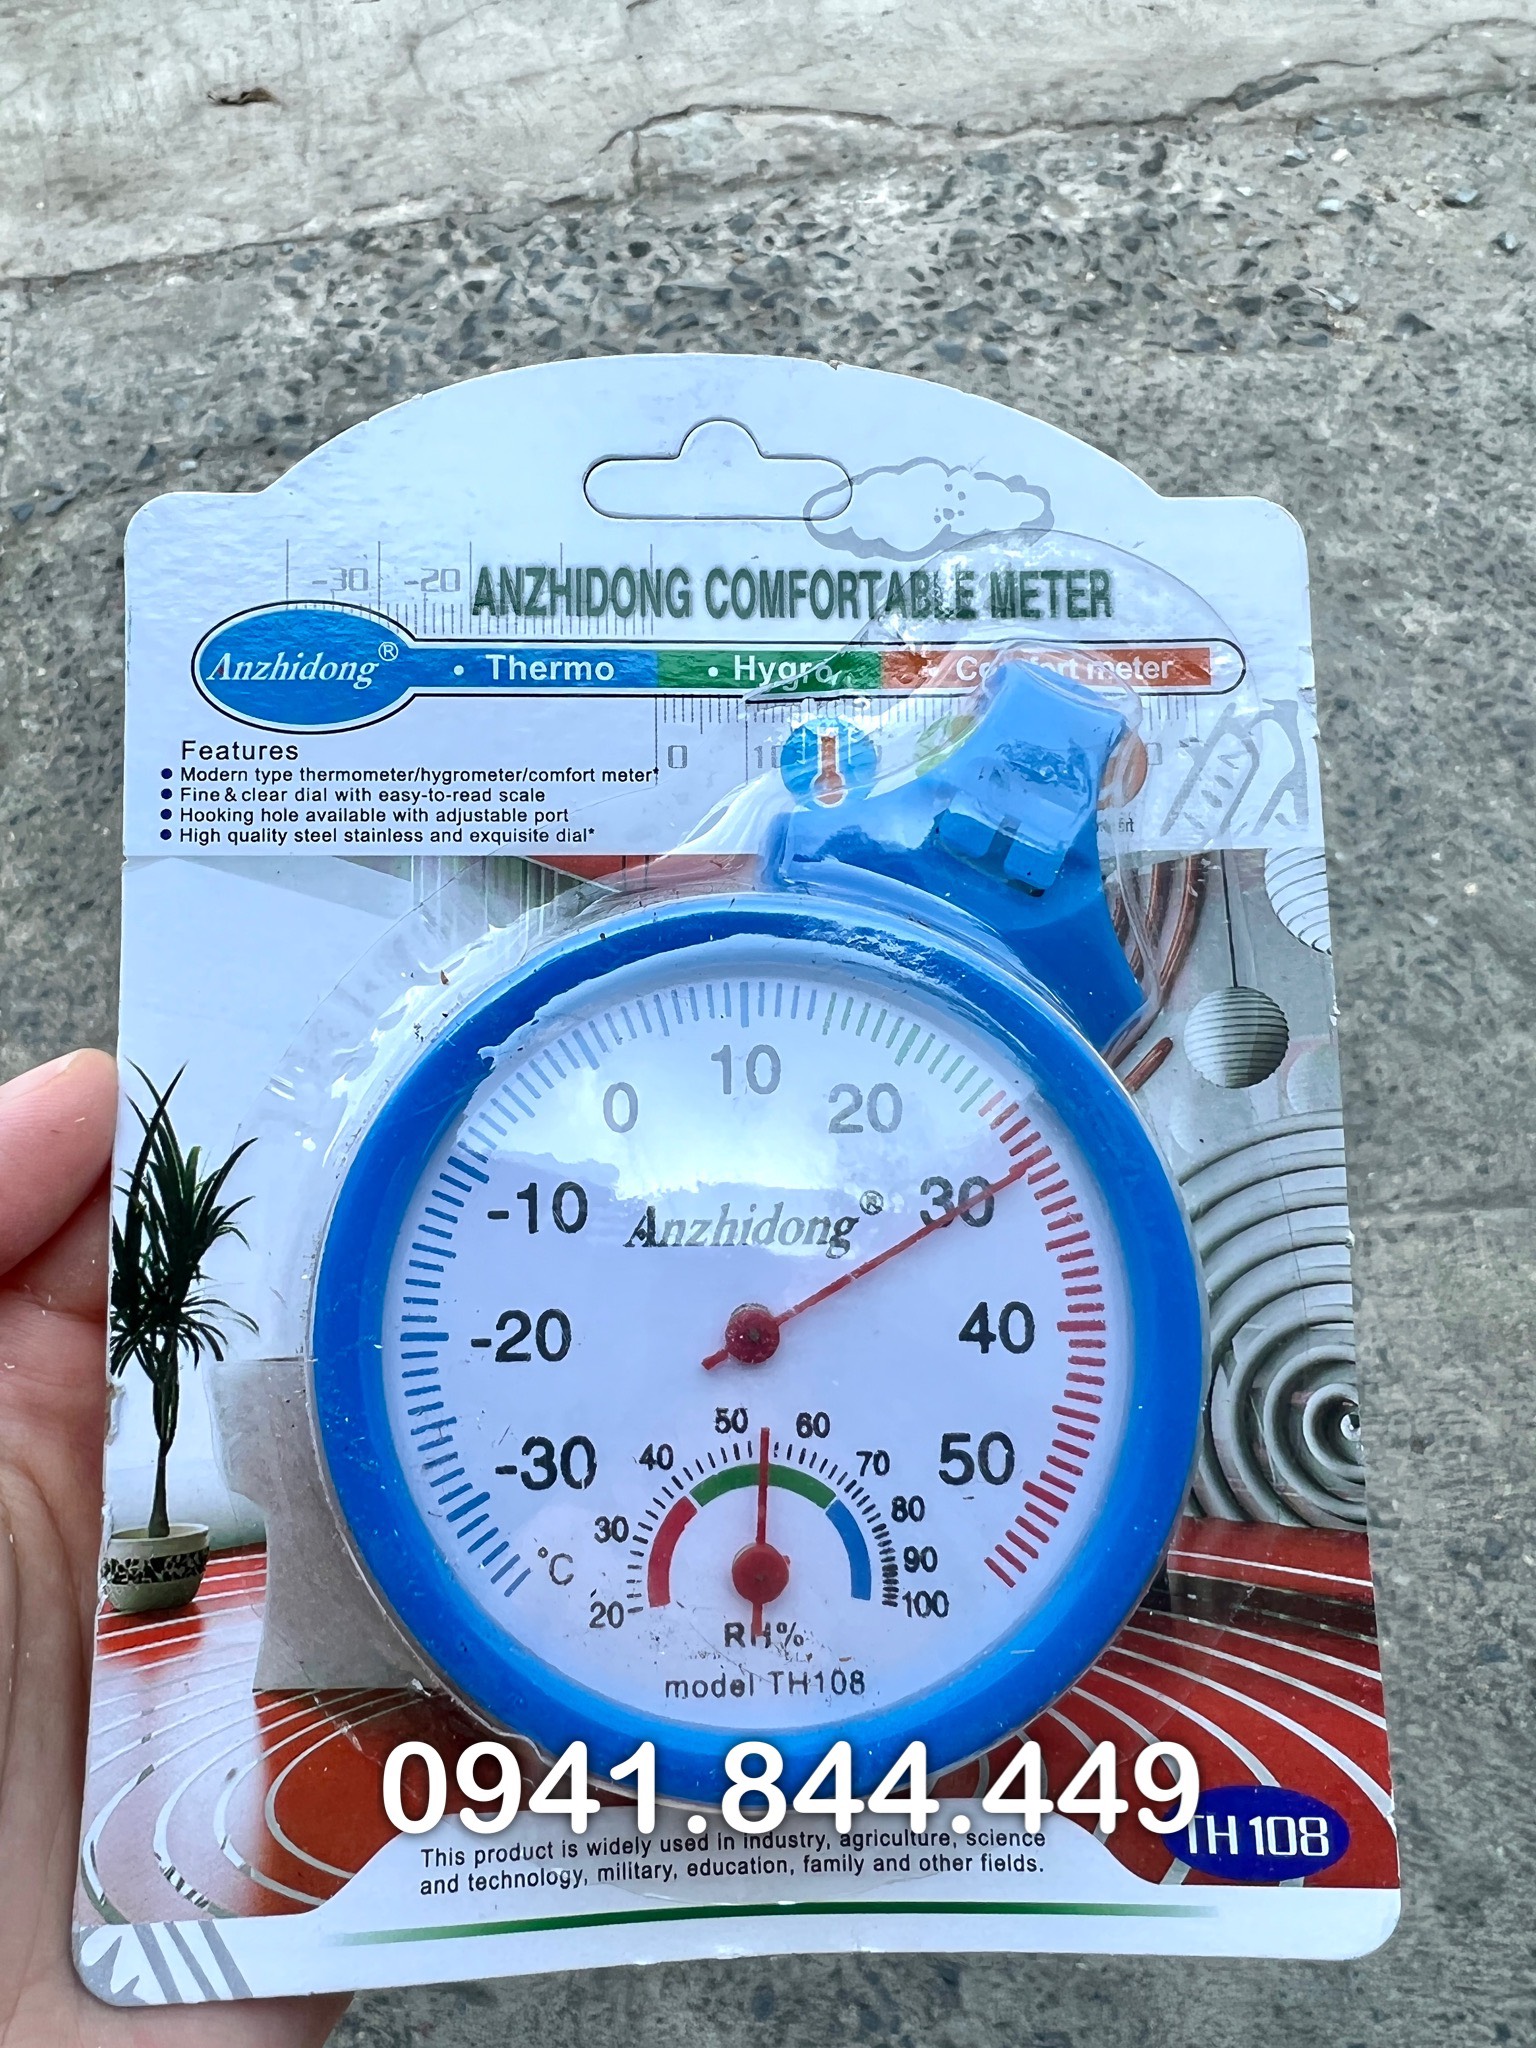 -30 -20
ANZHIDONG COMFORTABLE METER
Anzhidong®
• Thermo • Hygro Comfort meter
0 10
Features
• Modern type thermometer/hygrometer/comfort meter*
• Fine & clear dial with easy-to-read scale
• Hooking hole available with adjustable port
• High quality steel stainless and exquisite dial*
0 10 20
-10 30
Anzhidong®
-20 40
-30 50
°C
20 30 40 50 60 70 80 90 100
RH%
model TH108
0941.844.449
TH 108
This product is widely used in industry, agriculture, science
and technology, military, education, family and other fields.